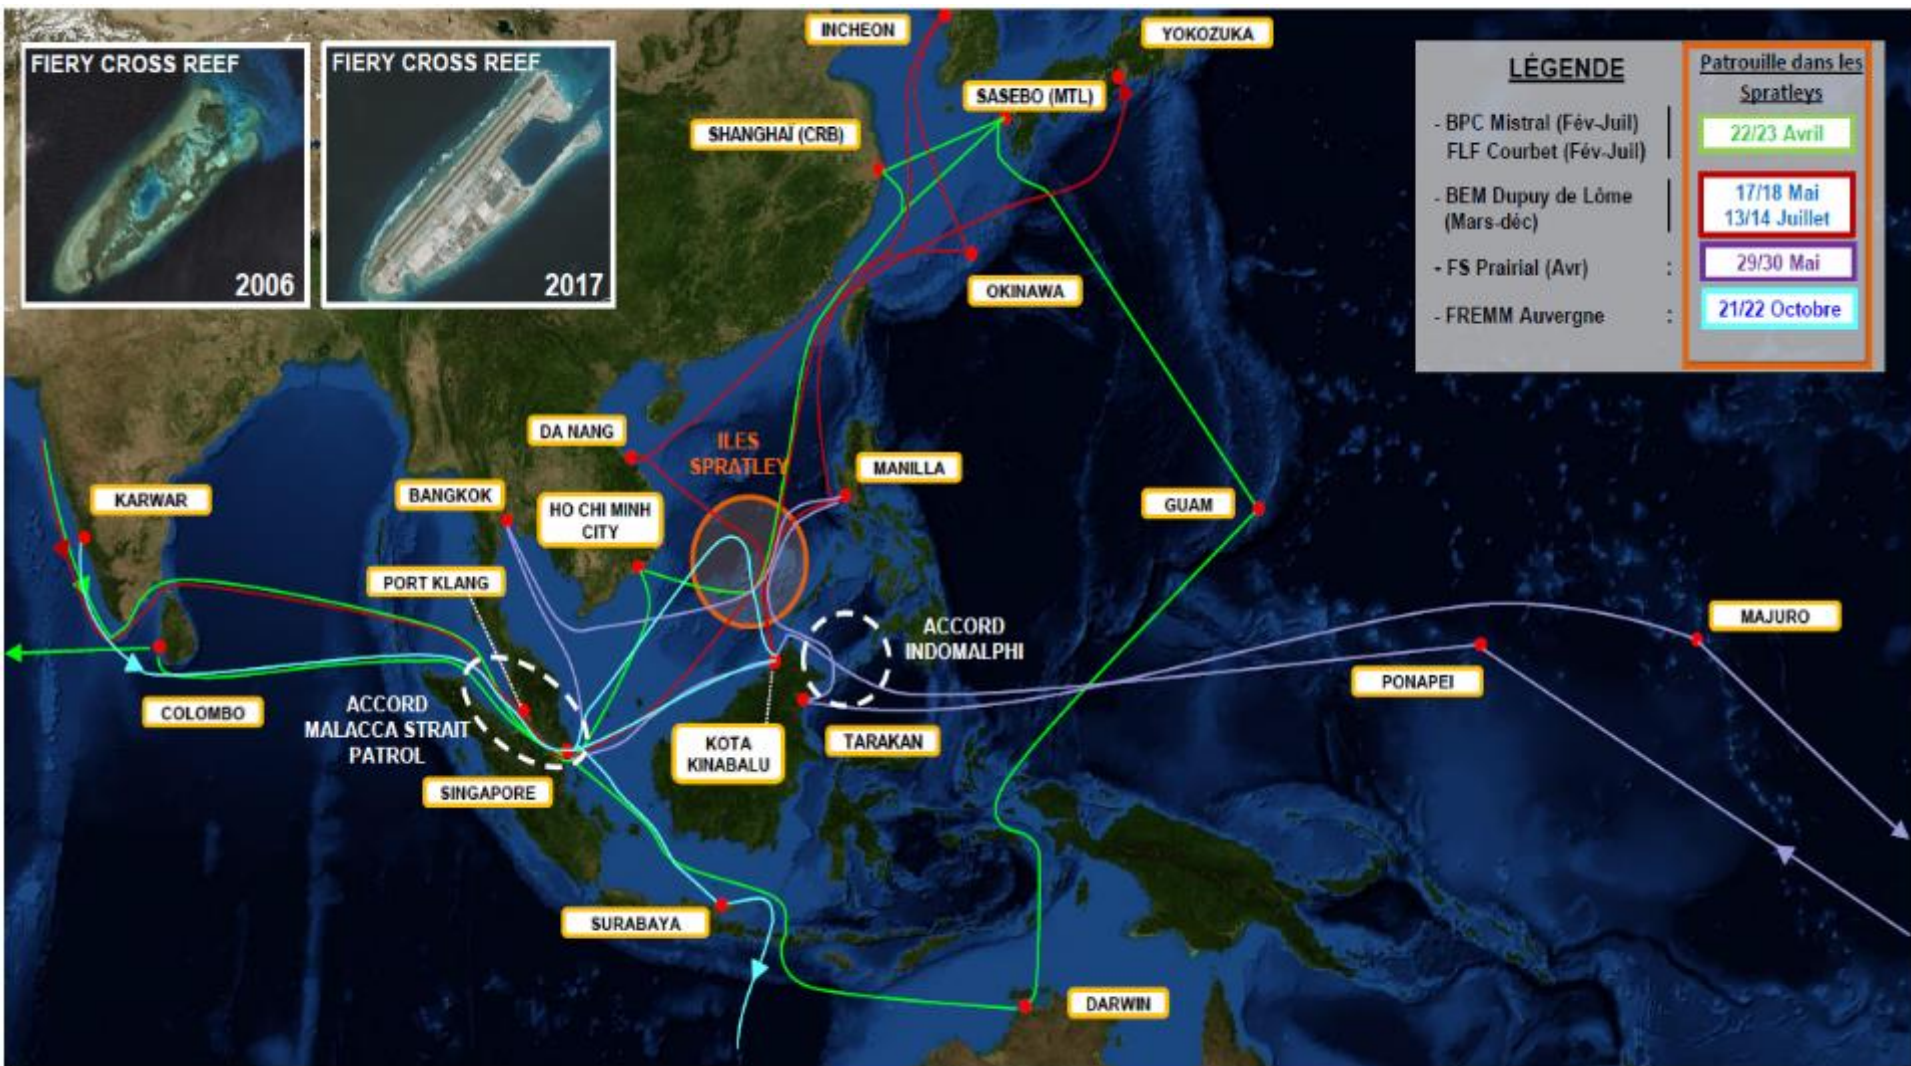 FIERY CROSS REEF
2006
FIERY CROSS REEF
2017
INCHEON
YOKOZUKA
SASEBO (MTL)
SHANGHAÏ (CRB)
OKINAWA
LÉGENDE
- BPC Mistral (Fév-Juil)
FLF Courbet (Fév-Juil)
- BEM Dupuy de Lôme
(Mars-déc)
- FS Prairial (Avr) :
- FREMM Auvergne :
Patrouille dans les
Spratleys
22/23 Avril
17/18 Mai
13/14 Juillet
29/30 Mai
21/22 Octobre
DA NANG
ILES
SPRATLEY
MANILLA
KARWAR
BANGKOK
HO CHI MINH
CITY
GUAM
PORT KLANG
ACCORD
INDOMALPHI
MAJURO
PONAPEI
COLOMBO
ACCORD
MALACCA STRAIT
PATROL
KOTA
KINABALU
TARAKAN
SINGAPORE
SURABAYA
DARWIN